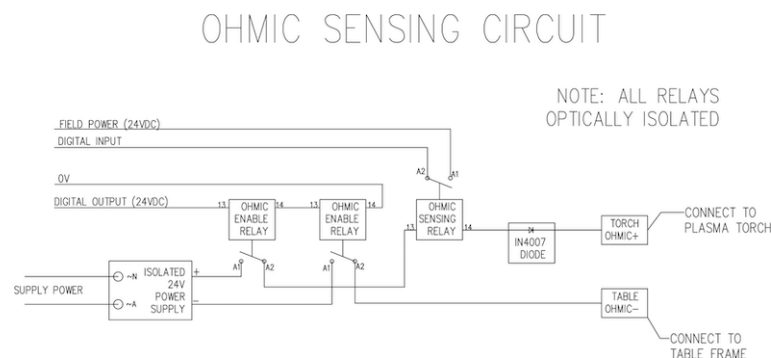 OHMIC SENSING CIRCUIT
NOTE: ALL RELAYS
OPTICALLY ISOLATED
FIELD POWER (24VDC)
DIGITAL INPUT
A2
A1
0V
DIGITAL OUTPUT (24VDC)
13
OHMIC
ENABLE
RELAY
14
13
OHMIC
ENABLE
RELAY
14
13
OHMIC
SENSING
RELAY
14
IN4007
DIODE
TORCH
OHMIC+
CONNECT TO
PLASMA TORCH
A1
A2
A1
A2
SUPPLY POWER
~N
~A
ISOLATED
24V
POWER
SUPPLY
+
-
TABLE
OHMIC-
CONNECT TO
TABLE FRAME